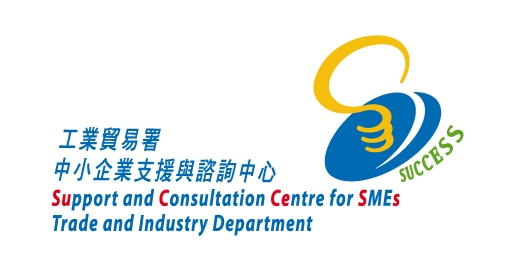 工業貿易署
中小企業支援與諮詢中心
Support and Consultation Centre for SMEs
Trade and Industry Department
SUCCESS